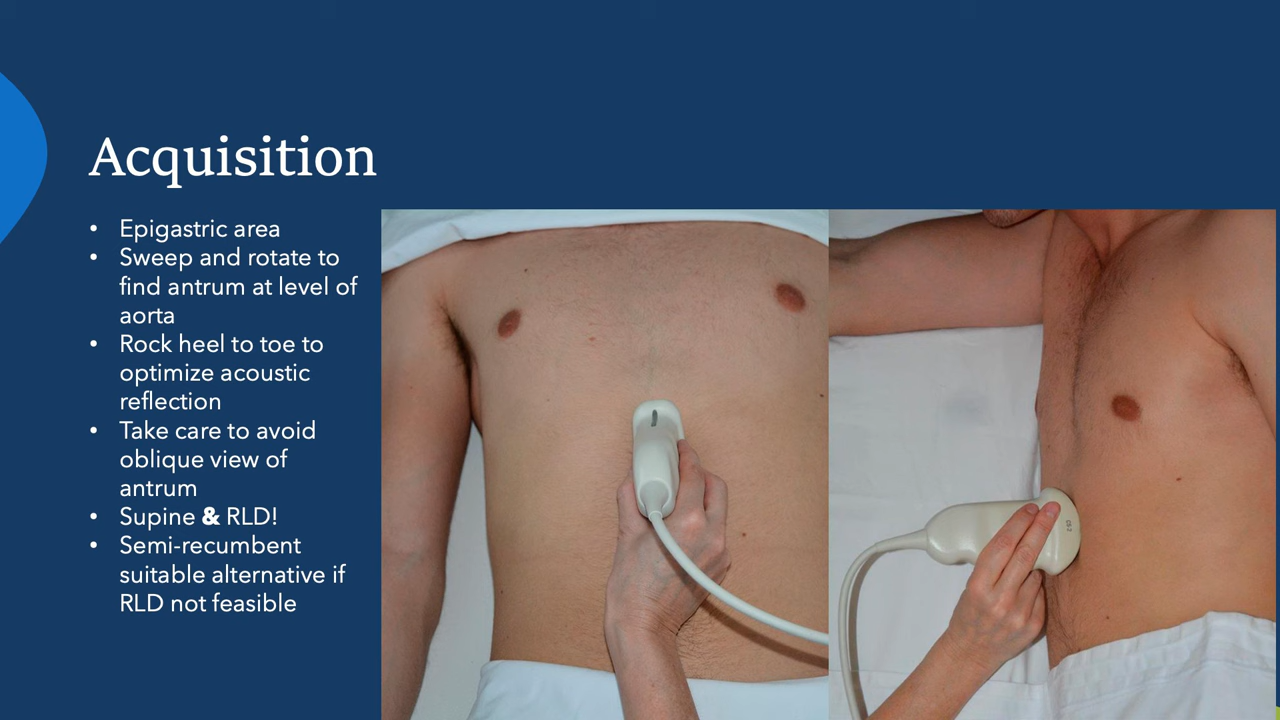 Acquisition
• Epigastric area
• Sweep and rotate to
find antrum at level of
aorta
• Rock heel to toe to
optimize acoustic
reflection
• Take care to avoid
oblique view of
antrum
• Supine & RLD!
• Semi-recumbent
suitable alternative if
RLD not feasible